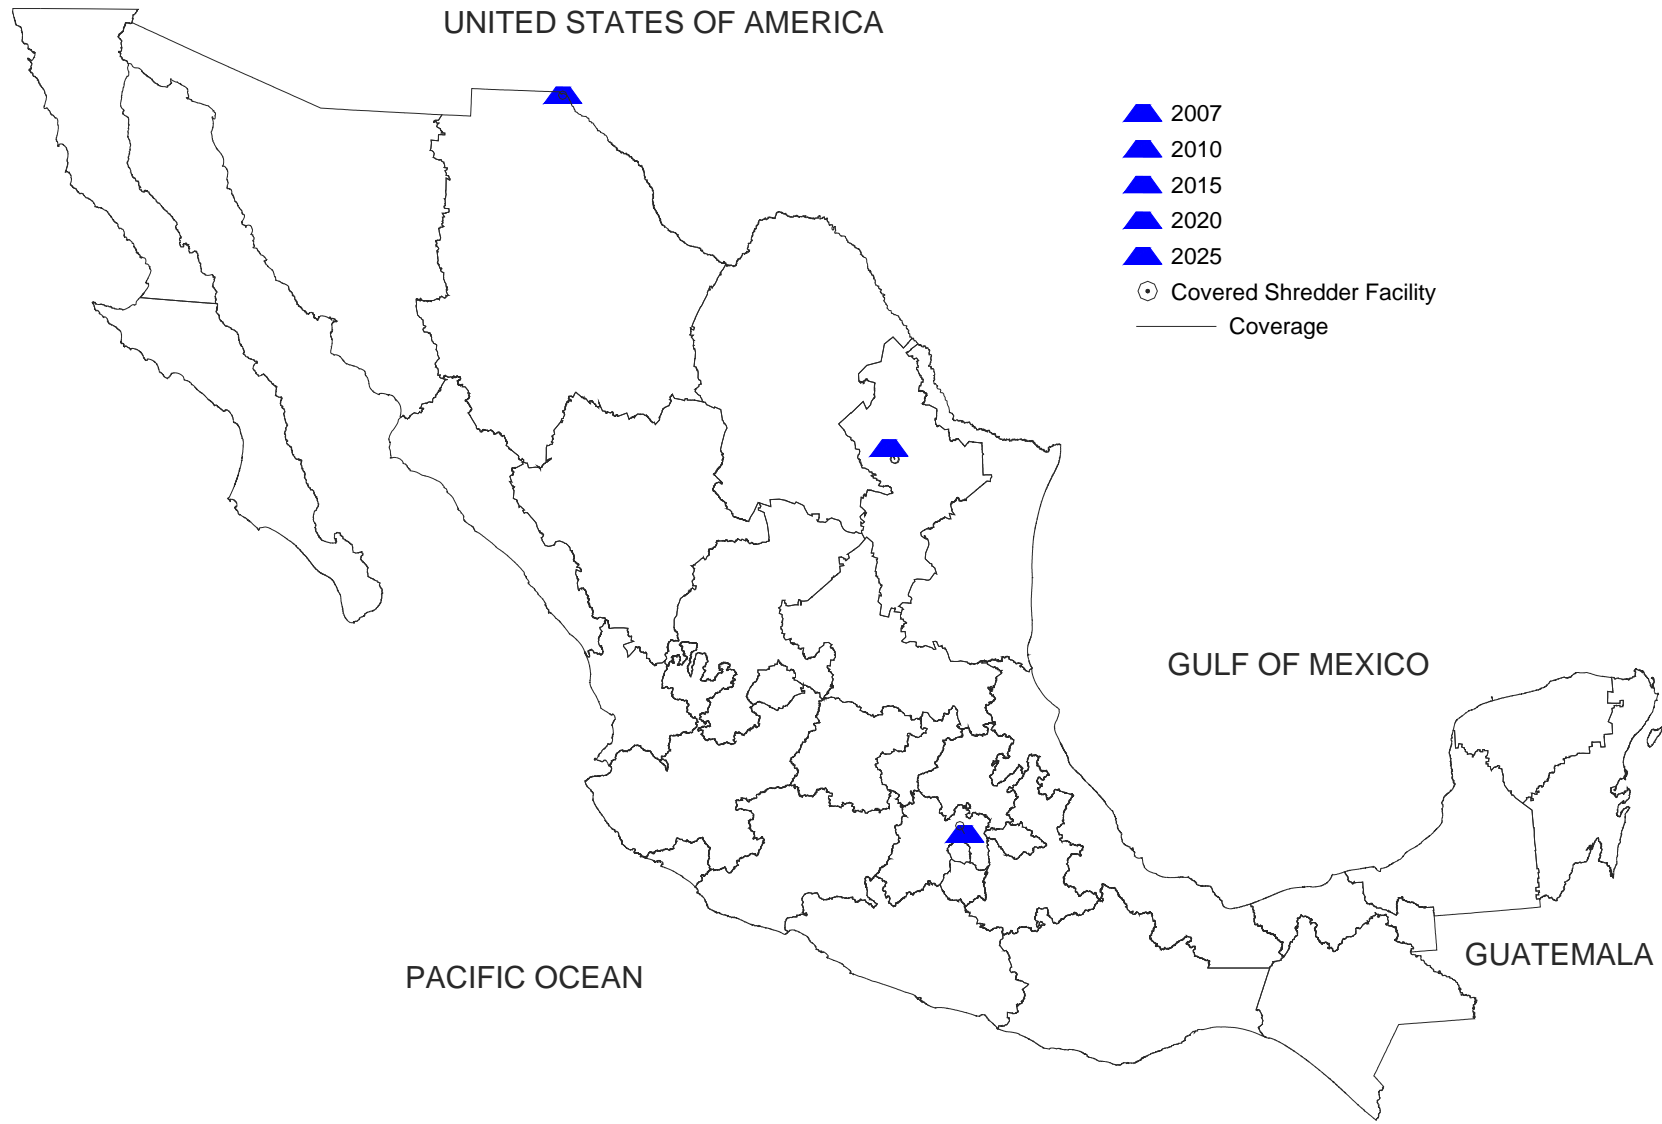 UNITED STATES OF AMERICA
2007
2010
2015
2020
2025
Covered Shredder Facility
Coverage
GULF OF MEXICO
GUATEMALA
PACIFIC OCEAN